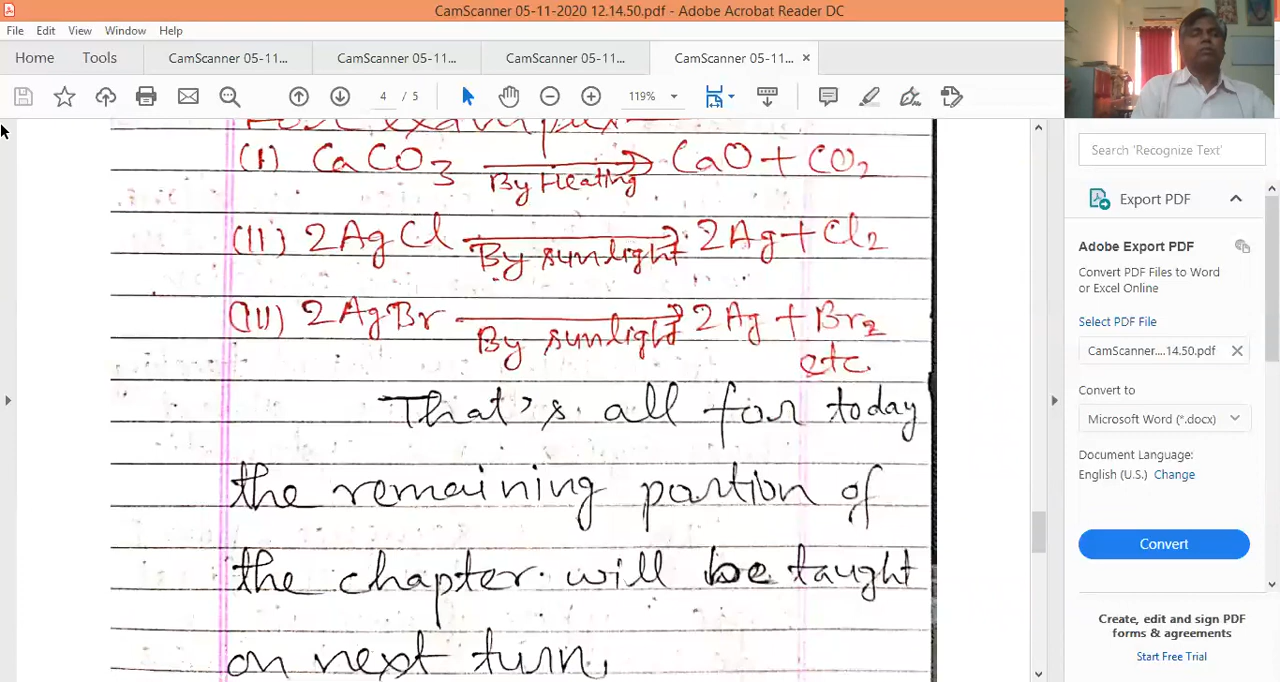 CamScanner 05-11-2020 12.14.50.pdf - Adobe Acrobat Reader DC
File Edit View Window Help
Home Tools CamScanner 05-11... CamScanner 05-11... CamScanner 05-11... CamScanner 05-11... ×
4 / 5 119%
For examples:-
(I) CaCO3 By Heating CaO + CO2
(II) 2AgCl By sunlight 2Ag + Cl2
(III) 2AgBr By sunlight 2Ag + Br2
etc.
That's all for today
the remaining partion of
the chapter will be taught
on next turn,
Search 'Recognize Text'
Export PDF
Adobe Export PDF
Convert PDF Files to Word
or Excel Online
Select PDF File
CamScanner....14.50.pdf ×
Convert to
Microsoft Word (*.docx)
Document Language:
English (U.S.) Change
Convert
Create, edit and sign PDF
forms & agreements
Start Free Trial